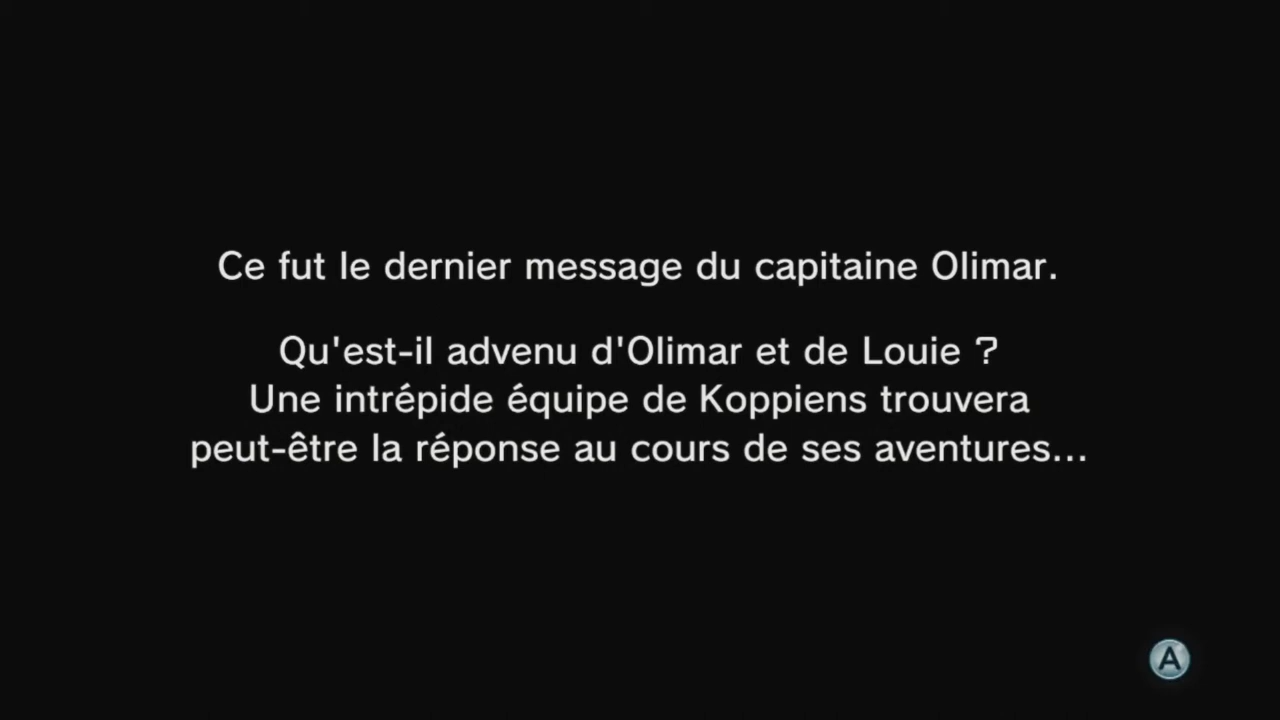 Ce fut le dernier message du capitaine Olimar.
Qu'est-il advenu d'Olimar et de Louie ?
Une intrépide équipe de Koppiens trouvera
peut-être la réponse au cours de ses aventures...
A